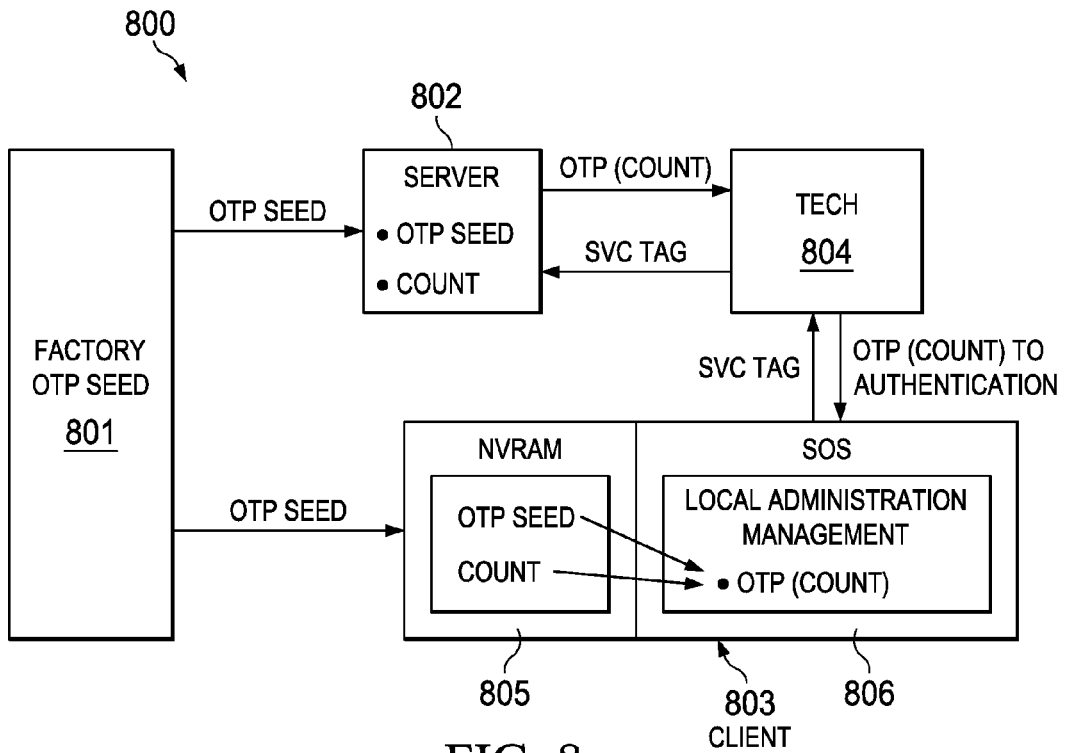 800
802
SERVER
• OTP SEED
• COUNT
OTP (COUNT)
SVC TAG
TECH
804
OTP SEED
FACTORY
OTP SEED
801
SVC TAG
OTP (COUNT) TO
AUTHENTICATION
OTP SEED
NVRAM
OTP SEED
COUNT
SOS
LOCAL ADMINISTRATION
MANAGEMENT
• OTP (COUNT)
805
803
CLIENT
806
FIG. 8